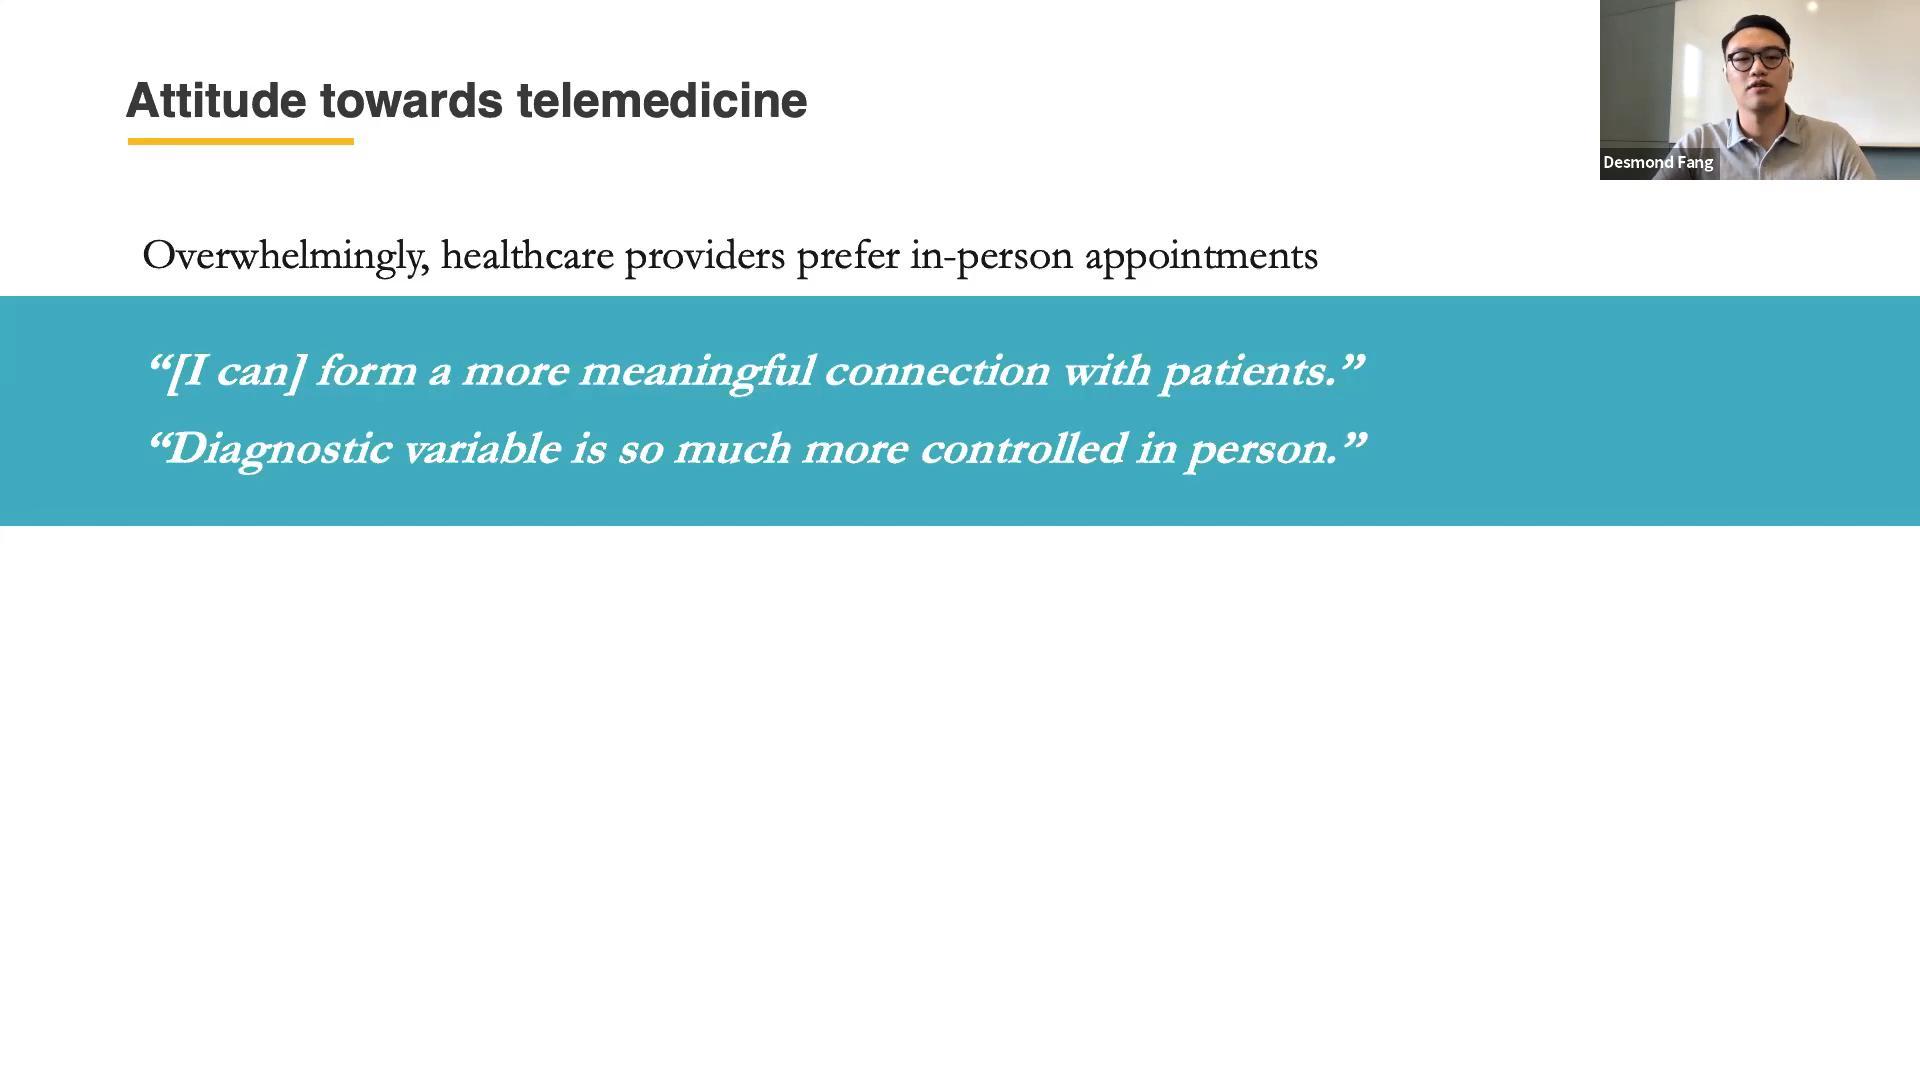 Attitude towards telemedicine
Desmond Fang
Overwhelmingly, healthcare providers prefer in-person appointments
“[I can] form a more meaningful connection with patients.”
“Diagnostic variable is so much more controlled in person.”